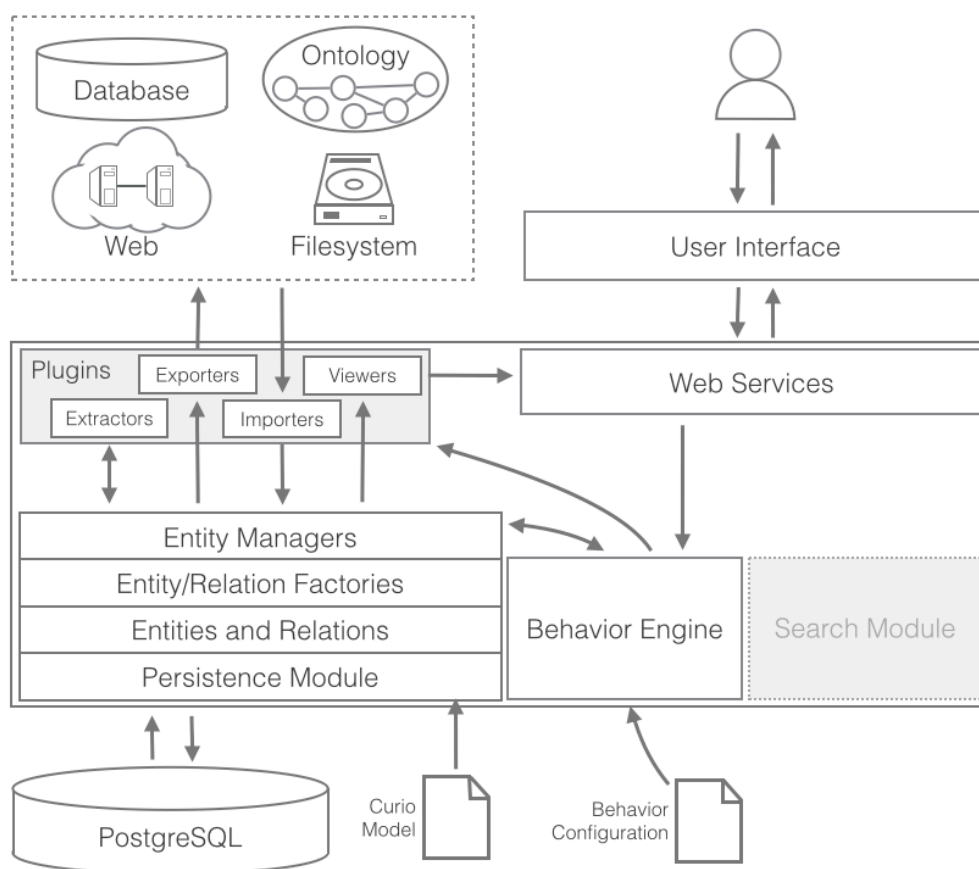 Database
Ontology
Web
Filesystem
User Interface
Plugins
Exporters
Viewers
Extractors
Importers
Web Services
Entity Managers
Entity/Relation Factories
Entities and Relations
Persistence Module
Behavior Engine
Search Module
PostgreSQL
Curio
Model
Behavior
Configuration